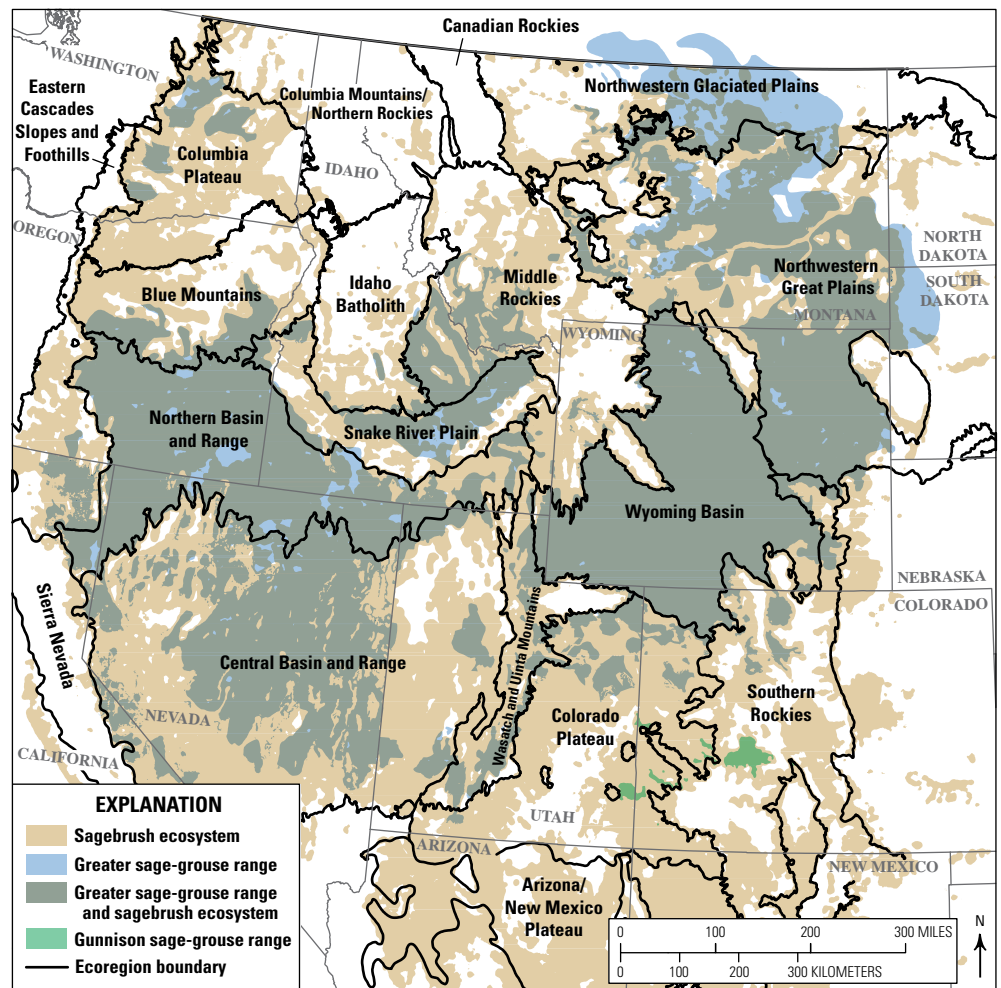 Canadian Rockies
WASHINGTON
Eastern
Cascades
Slopes and
Foothills
Columbia Mountains/
Northern Rockies
Northwestern Glaciated Plains
Columbia
Plateau
IDAHO
OREGON
NORTH
DAKOTA
SOUTH
DAKOTA
Blue Mountains
Idaho
Batholith
Middle
Rockies
Northwestern
Great Plains
MONTANA
WYOMING
Northern Basin
and Range
Snake River Plain
Wyoming Basin
NEBRASKA
COLORADO
Sierra Nevada
Central Basin and Range
Wasatch and Uinta Mountains
Southern
Rockies
Colorado
Plateau
NEVADA
CALIFORNIA
UTAH
ARIZONA
NEW MEXICO
Arizona/
New Mexico
Plateau
EXPLANATION
Sagebrush ecosystem
Greater sage-grouse range
Greater sage-grouse range
and sagebrush ecosystem
Gunnison sage-grouse range
Ecoregion boundary
0 100 200 300 MILES
0 100 200 300 KILOMETERS
N